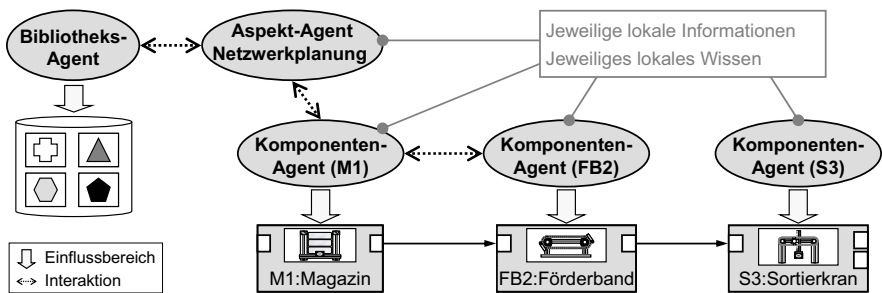 Bibliotheks-
Agent
Aspekt-Agent
Netzwerkplanung
Jeweilige lokale Informationen
Jeweiliges lokales Wissen
Komponenten-
Agent (M1)
Komponenten-
Agent (FB2)
Komponenten-
Agent (S3)
Einflussbereich
Interaktion
M1:Magazin
FB2:Förderband
S3:Sortierkran